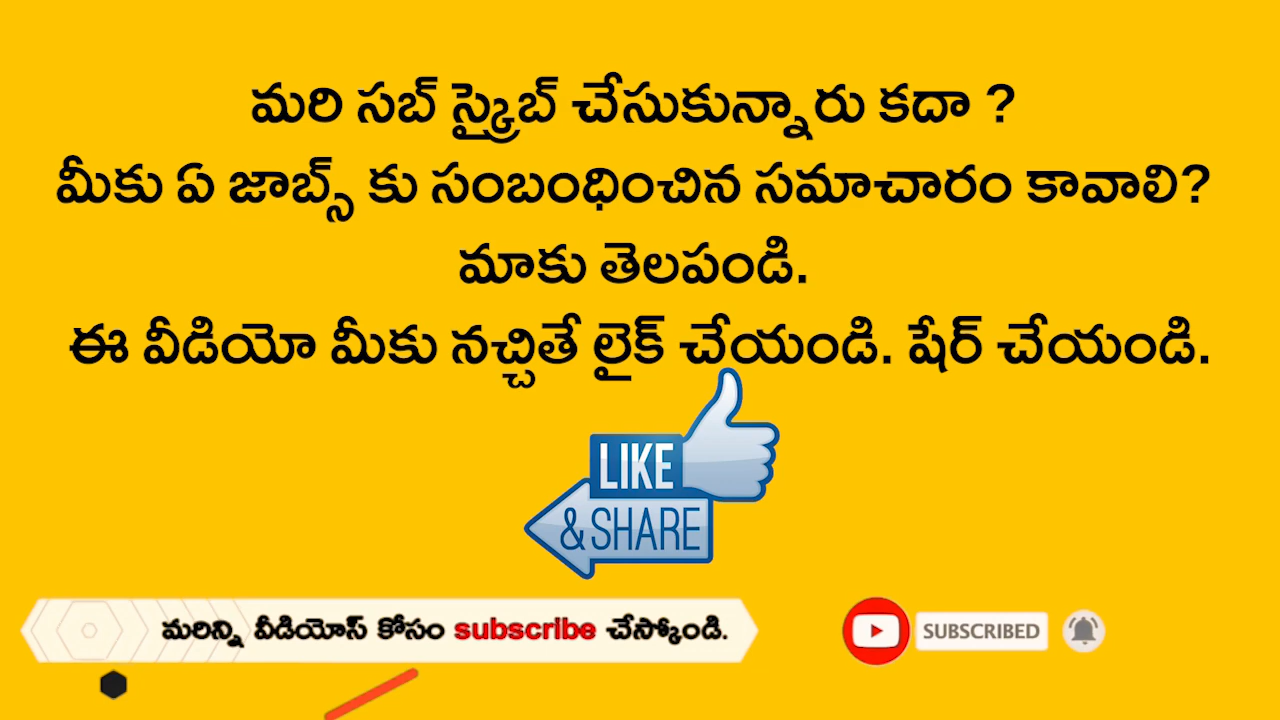 మరి సబ్ స్క్రైబ్ చేసుకున్నారు కదా ?
మీకు ఏ జాబ్స్ కు సంబంధించిన సమాచారం కావాలి?
మాకు తెలపండి.
ఈ వీడియో మీకు నచ్చితే లైక్ చేయండి. షేర్ చేయండి.
LIKE
& SHARE
మరిన్ని వీడియోస్ కోసం subscribe చేస్కోండి.
SUBSCRIBED